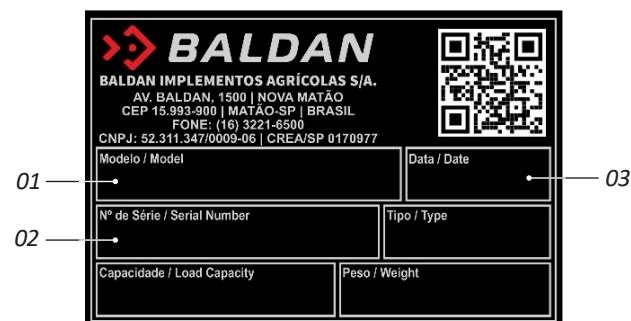 BALDAN
BALDAN IMPLEMENTOS AGRÍCOLAS S/A.
AV. BALDAN, 1500 | NOVA MATÃO
CEP 15.993-900 | MATÃO-SP | BRASIL
FONE: (16) 3221-6500
CNPJ: 52.311.347/0009-06 | CREA/SP 0170977
Modelo / Model
Data / Date
01
03
Nº de Série / Serial Number
Tipo / Type
02
Capacidade / Load Capacity
Peso / Weight